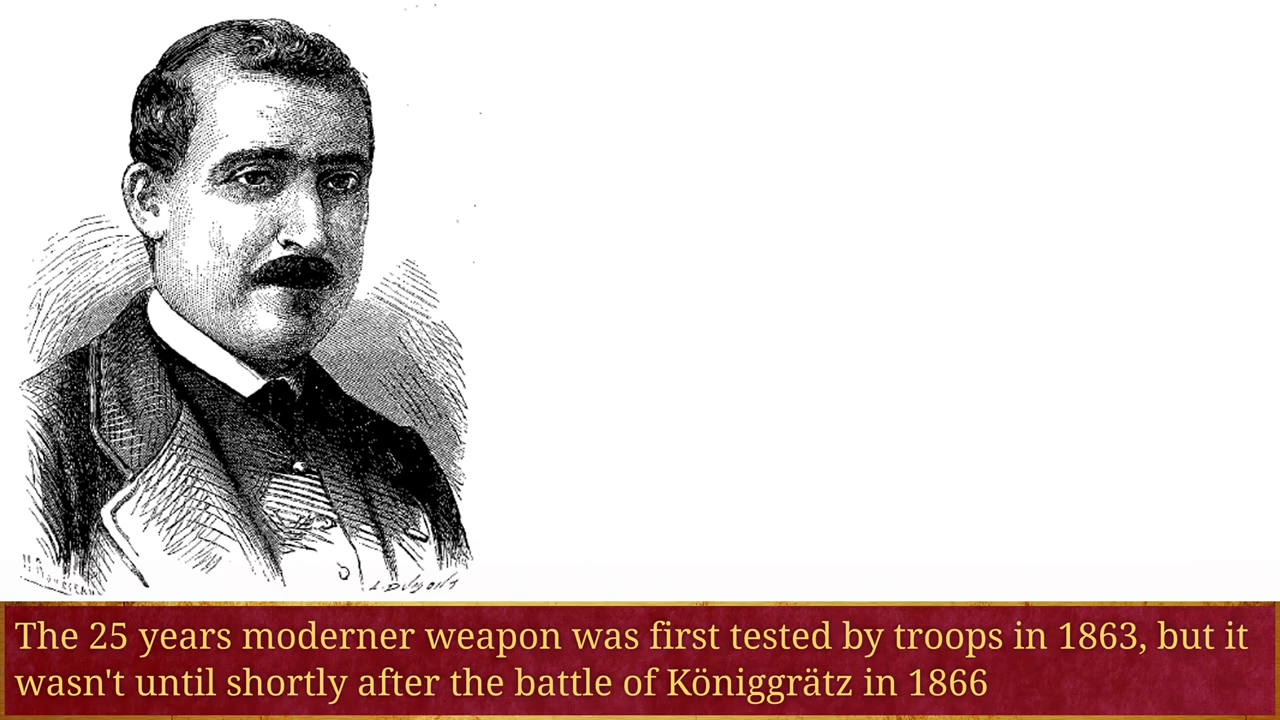 L. DUMONT
The 25 years moderner weapon was first tested by troops in 1863, but it
wasn't until shortly after the battle of Königgrätz in 1866